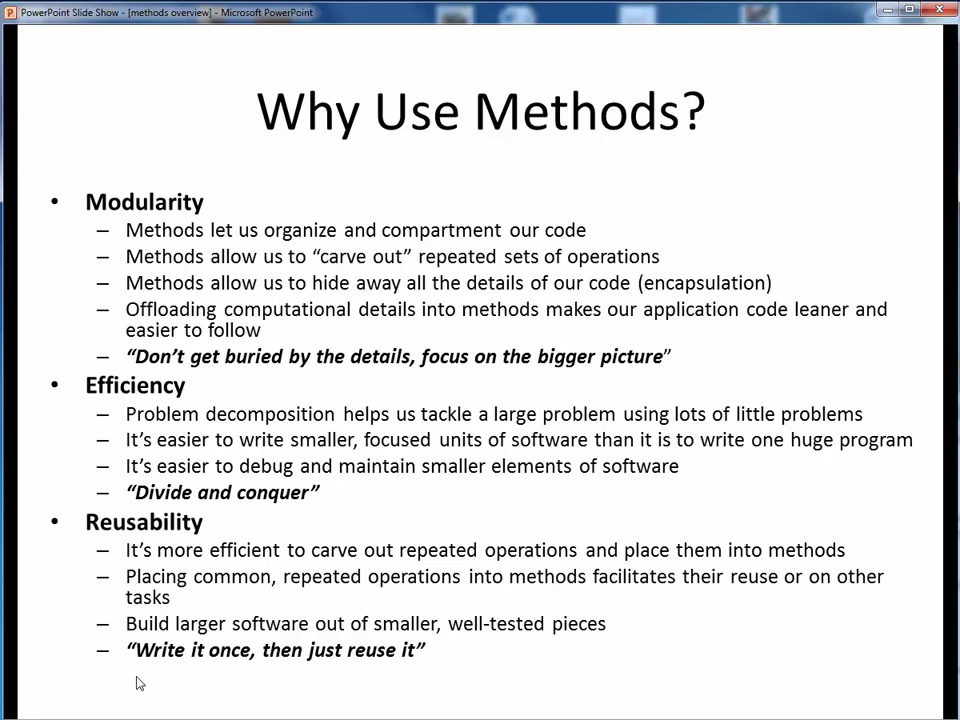 PowerPoint Slide Show - [methods overview] - Microsoft PowerPoint
Why Use Methods?
• Modularity
– Methods let us organize and compartment our code
– Methods allow us to “carve out” repeated sets of operations
– Methods allow us to hide away all the details of our code (encapsulation)
– Offloading computational details into methods makes our application code leaner and
easier to follow
– “Don’t get buried by the details, focus on the bigger picture”
• Efficiency
– Problem decomposition helps us tackle a large problem using lots of little problems
– It’s easier to write smaller, focused units of software than it is to write one huge program
– It’s easier to debug and maintain smaller elements of software
– “Divide and conquer”
• Reusability
– It’s more efficient to carve out repeated operations and place them into methods
– Placing common, repeated operations into methods facilitates their reuse or on other
tasks
– Build larger software out of smaller, well-tested pieces
– “Write it once, then just reuse it”